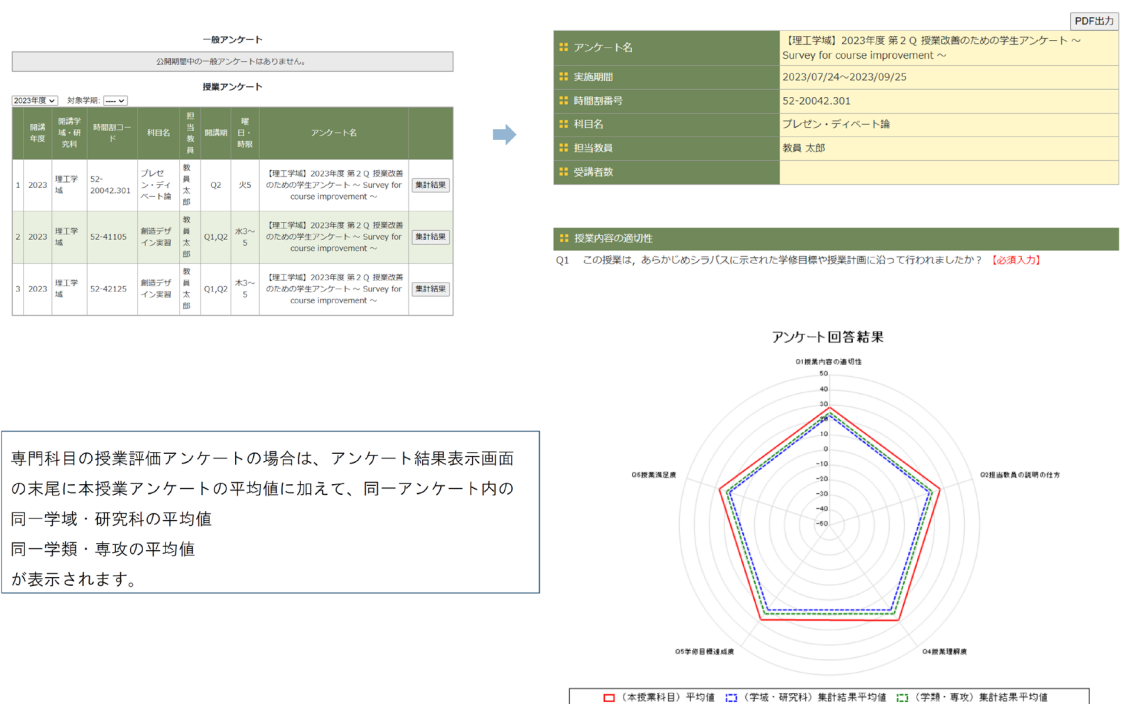 一般アンケート
公開期間中の一般アンケートはありません。
授業アンケート
2023年度 対象学期: ----
開講年度 開講学域・研究科 時間割コード 科目名 担当教員 開講期 曜日・時限 アンケート名
1 2023 理工学域 52-20042.301 プレゼン・ディベート論 教員太郎 Q2 火5 【理工学域】2023年度 第2Q 授業改善のための学生アンケート ~ Survey for course improvement ~ 集計結果
2 2023 理工学域 52-41105 創造デザイン実習 教員太郎 Q1,Q2 水3~5 【理工学域】2023年度 第2Q 授業改善のための学生アンケート ~ Survey for course improvement ~ 集計結果
3 2023 理工学域 52-42125 創造デザイン実習 教員太郎 Q1,Q2 木3~5 【理工学域】2023年度 第2Q 授業改善のための学生アンケート ~ Survey for course improvement ~ 集計結果
専門科目の授業評価アンケートの場合は、アンケート結果表示画面
の末尾に本授業アンケートの平均値に加えて、同一アンケート内の
同一学域・研究科の平均値
同一学類・専攻の平均値
が表示されます。
PDF出力
アンケート名 【理工学域】2023年度 第2Q 授業改善のための学生アンケート ~
Survey for course improvement ~
実施期間 2023/07/24~2023/09/25
時間割番号 52-20042.301
科目名 プレゼン・ディベート論
担当教員 教員 太郎
受講者数
授業内容の適切性
Q1 この授業は,あらかじめシラバスに示された学修目標や授業計画に沿って行われましたか? 【必須入力】
アンケート回答結果
Q1授業内容の適切性
50
40
30
20
10
0
-10
-20
-30
-40
-50
Q6授業満足度
Q2担当教員の説明の仕方
Q5学修目標達成度
Q4授業理解度
(本授業科目)平均値 (学域・研究科)集計結果平均値 (学類・専攻)集計結果平均値